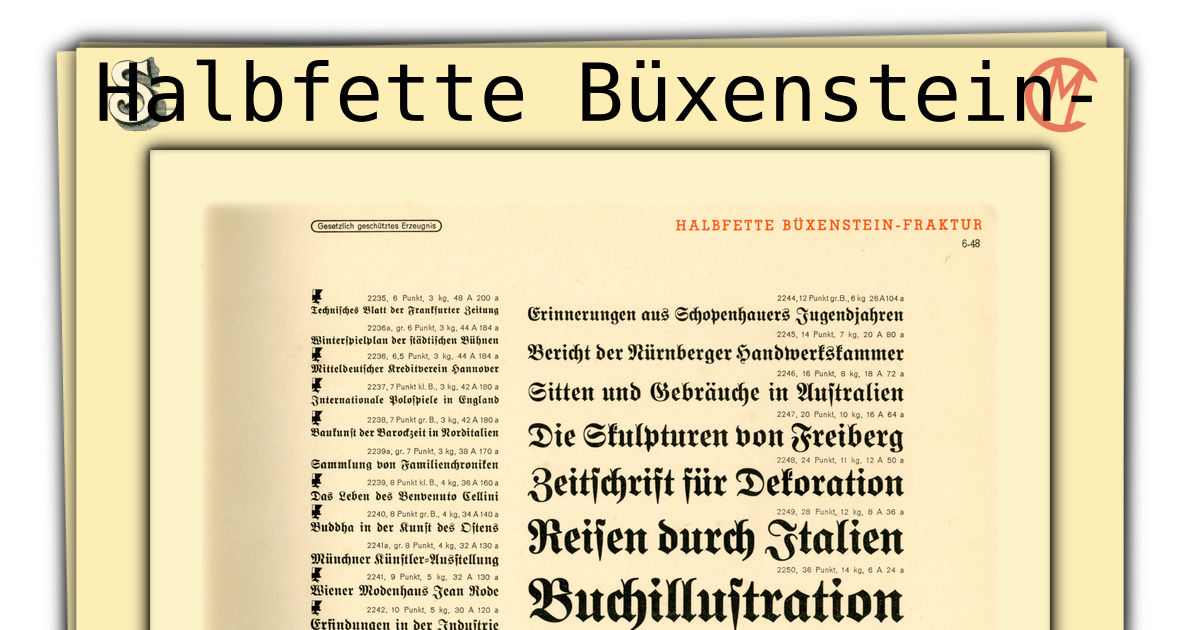 Halbfette Büxenstein-
Gesetzlich geschütztes Erzeugnis
HALBFETTE BÜXENSTEIN-FRAKTUR
6-48
2235, 6 Punkt, 3 kg, 48 A 200 a
Technisches Blatt der Frankfurter Zeitung
2236a, gr. 6 Punkt, 3 kg, 44 A 184 a
Winterspielplan der städtischen Bühnen
2236, 6,5 Punkt, 3 kg, 44 A 184 a
Mitteldeutscher Kreditverein Hannover
2237, 7 Punkt kl. B., 3 kg, 42 A 180 a
Internationale Polospiele in England
2238, 7 Punkt gr. B., 3 kg, 42 A 180 a
Baukunst der Barockzeit in Norditalien
2239a, gr. 7 Punkt, 3 kg, 38 A 170 a
Sammlung von Familienchroniken
2239, 8 Punkt kl. B., 4 kg, 36 A 160 a
Das Leben des Benvenuto Cellini
2240, 8 Punkt gr. B., 4 kg, 34 A 140 a
Buddha in der Kunst des Ostens
2241a, gr. 8 Punkt, 4 kg, 32 A 130 a
Münchner Künstler-Ausstellung
2241, 9 Punkt, 5 kg, 32 A 130 a
Wiener Modenhaus Jean Rode
2242, 10 Punkt, 5 kg, 30 A 120 a
Erfindungen in der Industrie
2244, 12 Punkt gr. B., 6 kg 26 A 104 a
Erinnerungen aus Schopenhauers Jugendjahren
2245, 14 Punkt, 7 kg, 20 A 80 a
Bericht der Nürnberger Handwerkskammer
2246, 16 Punkt, 8 kg, 18 A 72 a
Sitten und Gebräuche in Australien
2247, 20 Punkt, 10 kg, 16 A 64 a
Die Skulpturen von Freiberg
2248, 24 Punkt, 11 kg, 12 A 50 a
Zeitschrift für Dekoration
2249, 28 Punkt, 12 kg, 8 A 36 a
Reisen durch Italien
2250, 36 Punkt, 14 kg, 6 A 24 a
Buchillustration